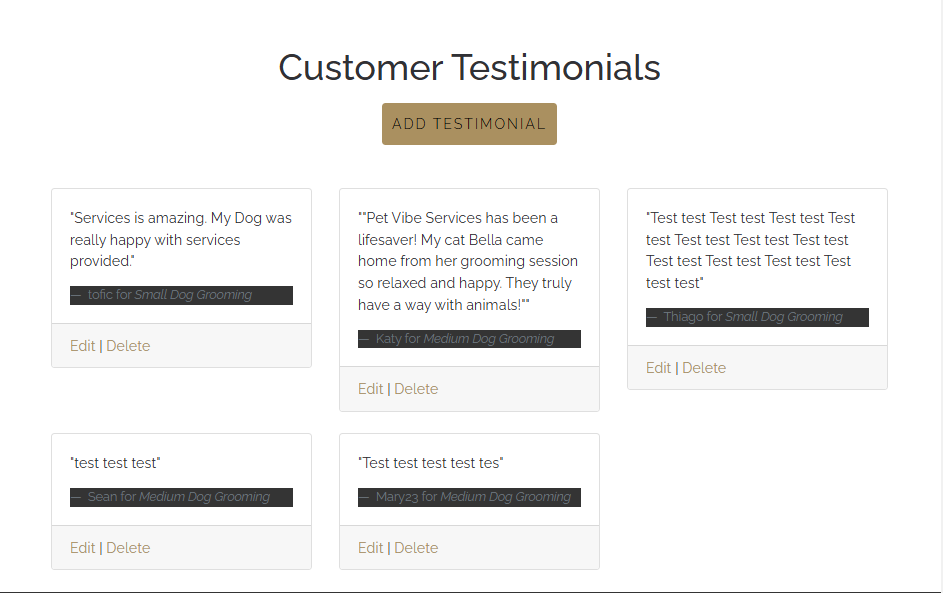 Customer Testimonials
ADD TESTIMONIAL
"Services is amazing. My Dog was
really happy with services
provided."
— tofic for Small Dog Grooming
Edit | Delete
""Pet Vibe Services has been a
lifesaver! My cat Bella came
home from her grooming session
so relaxed and happy. They truly
have a way with animals!""
— Katy for Medium Dog Grooming
Edit | Delete
"Test test Test test Test test Test
test Test test Test test Test test
Test test Test test Test test Test
test test"
— Thiago for Small Dog Grooming
Edit | Delete
"test test test"
— Sean for Medium Dog Grooming
Edit | Delete
"Test test test test tes"
— Mary23 for Medium Dog Grooming
Edit | Delete